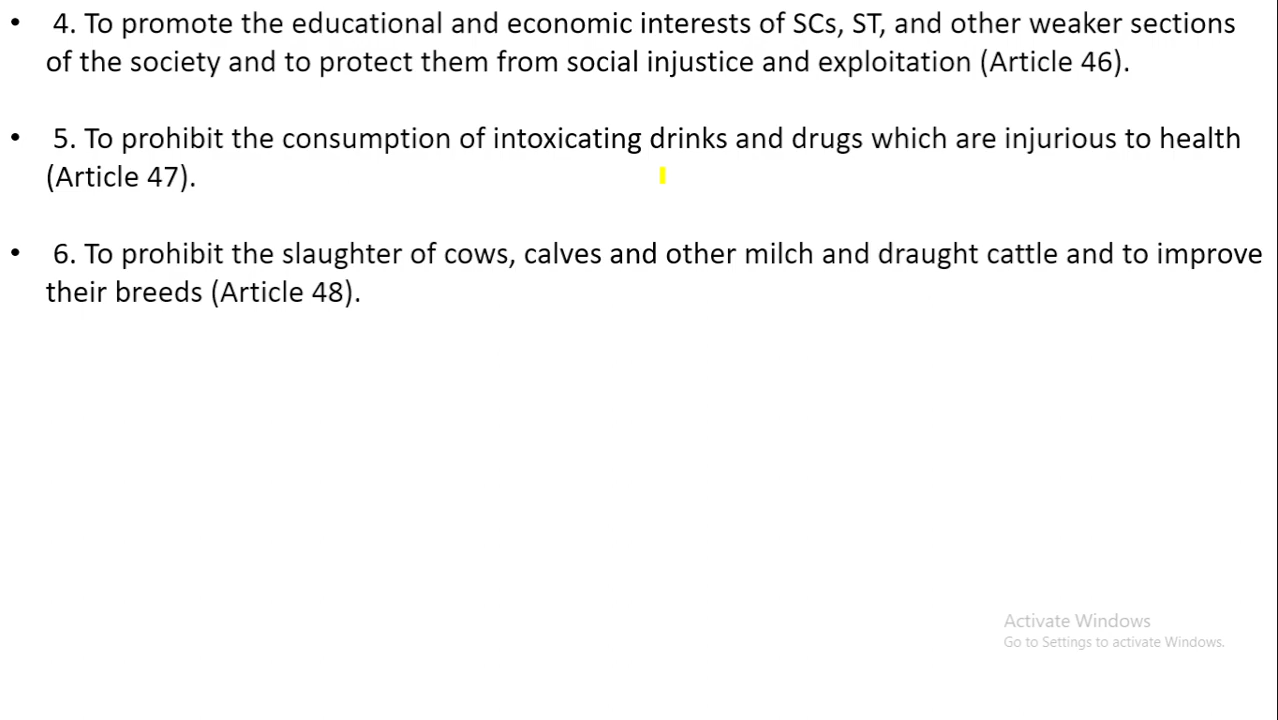 • 4. To promote the educational and economic interests of SCs, ST, and other weaker sections
of the society and to protect them from social injustice and exploitation (Article 46).
• 5. To prohibit the consumption of intoxicating drinks and drugs which are injurious to health
(Article 47).
• 6. To prohibit the slaughter of cows, calves and other milch and draught cattle and to improve
their breeds (Article 48).
Activate Windows
Go to Settings to activate Windows.